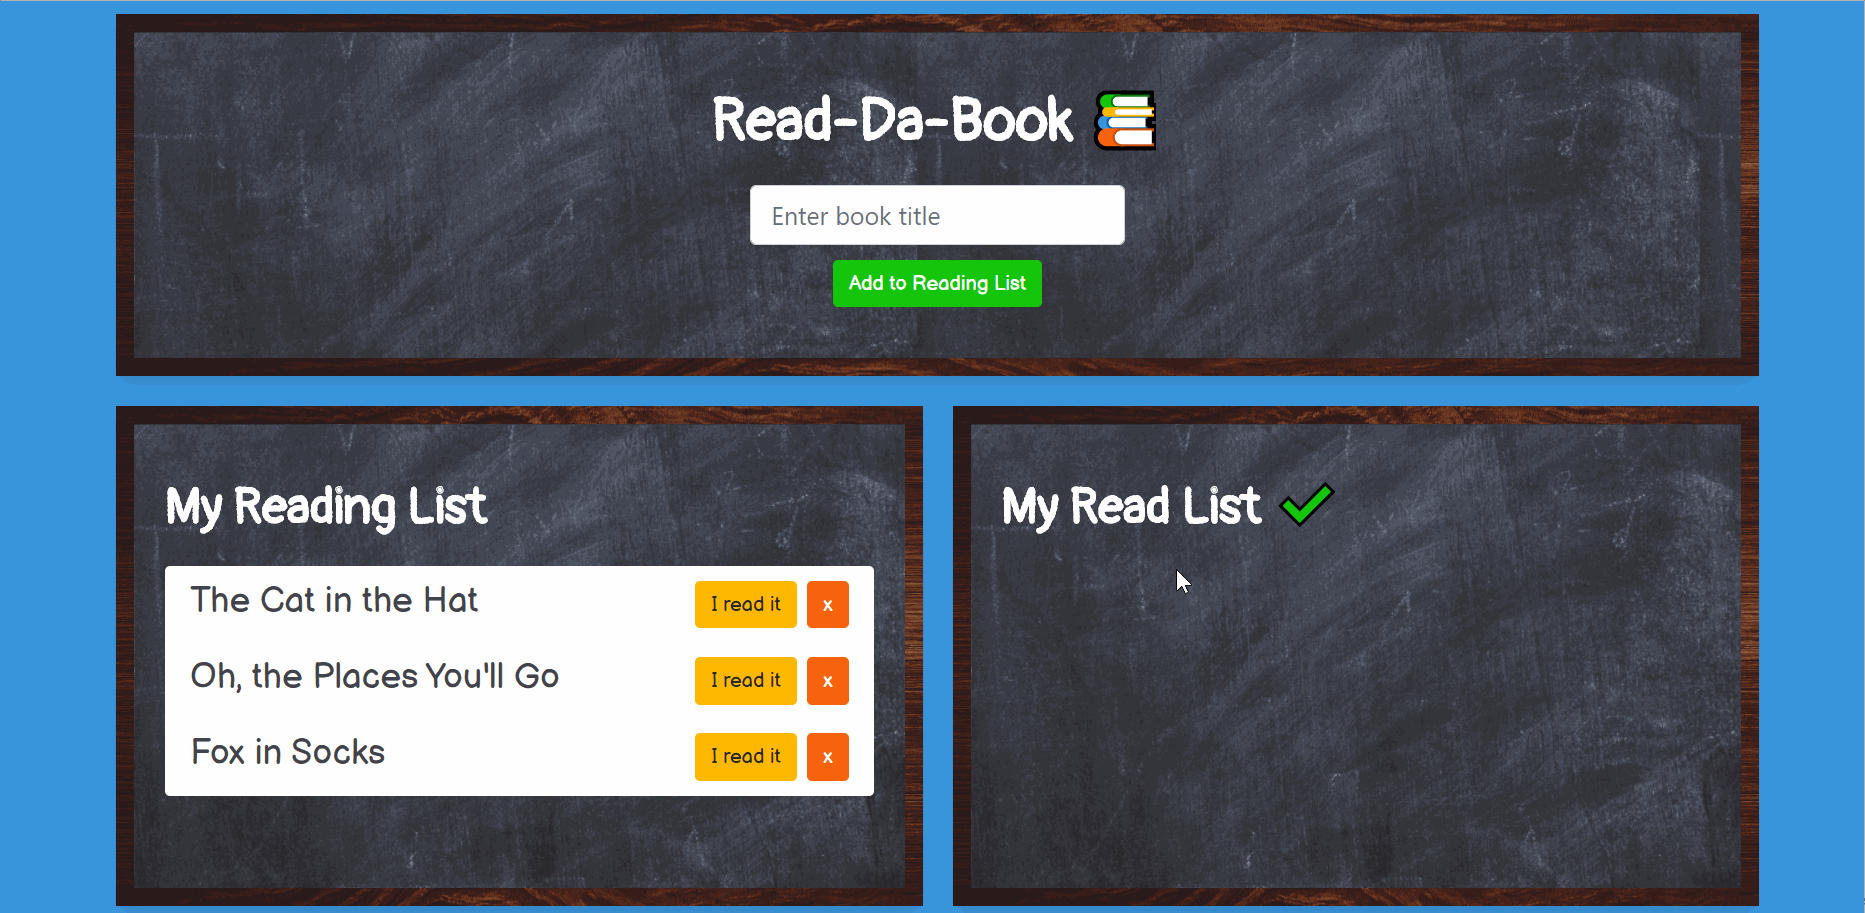 Read-Da-Book
Enter book title
Add to Reading List
My Reading List
The Cat in the Hat I read it x
Oh, the Places You'll Go I read it x
Fox in Socks I read it x
My Read List